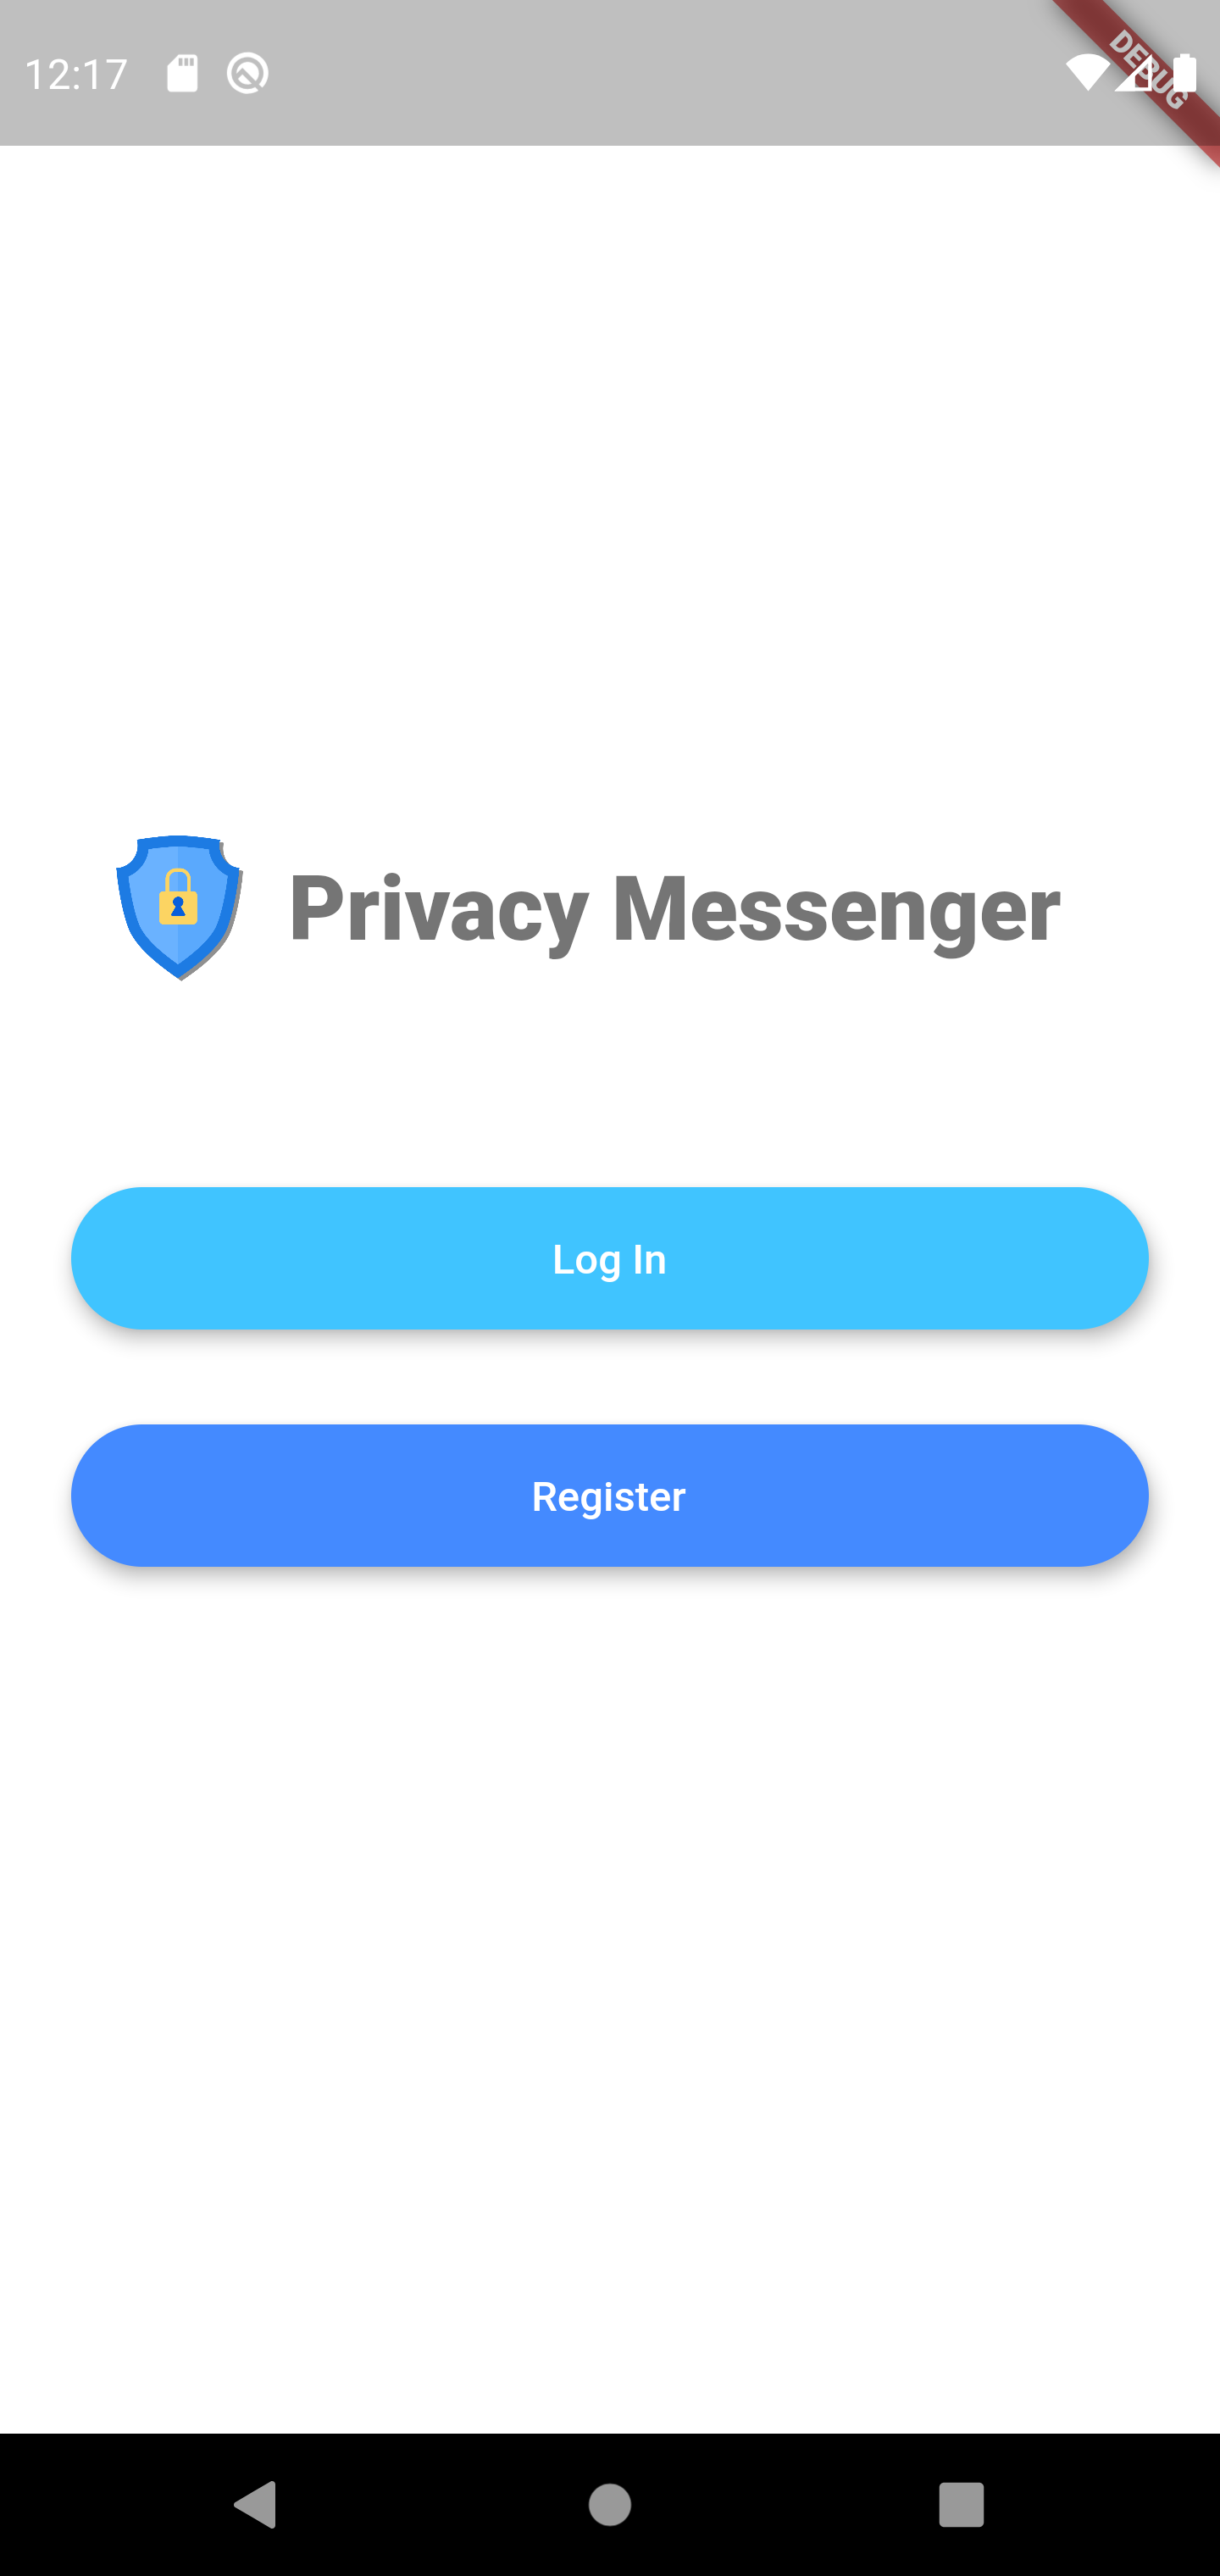 12:17
DEBUG
Privacy Messenger
Log In
Register